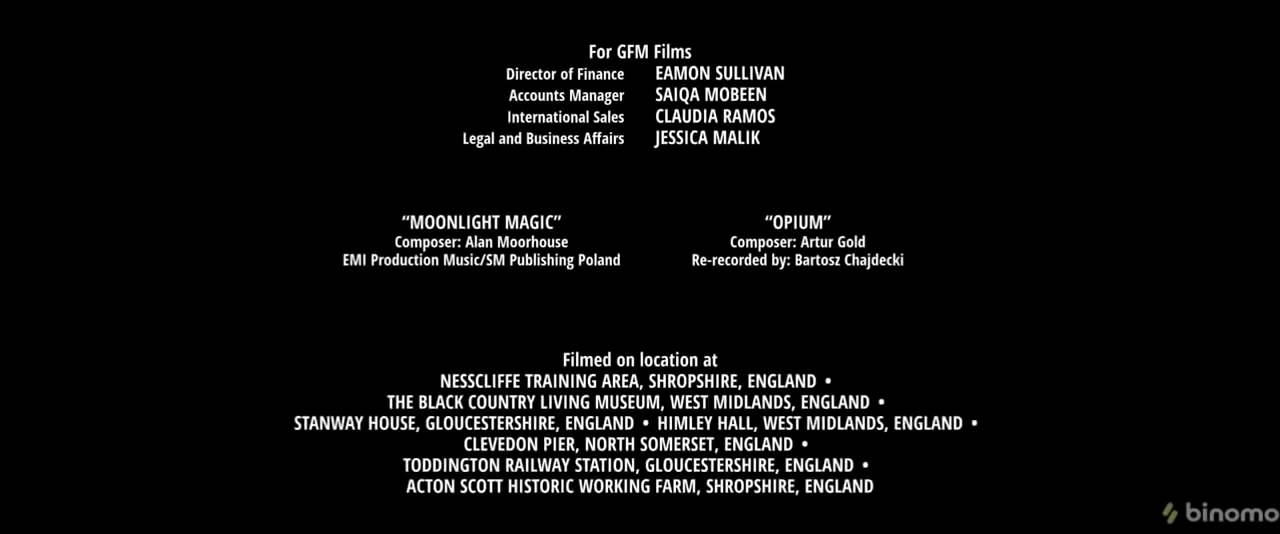 For GFM Films
Director of Finance EAMON SULLIVAN
Accounts Manager SAIQA MOBEEN
International Sales CLAUDIA RAMOS
Legal and Business Affairs JESSICA MALIK
“MOONLIGHT MAGIC”
Composer: Alan Moorhouse
EMI Production Music/SM Publishing Poland
“OPIUM”
Composer: Artur Gold
Re-recorded by: Bartosz Chajdecki
Filmed on location at
NESSCLIFFE TRAINING AREA, SHROPSHIRE, ENGLAND •
THE BLACK COUNTRY LIVING MUSEUM, WEST MIDLANDS, ENGLAND •
STANWAY HOUSE, GLOUCESTERSHIRE, ENGLAND • HIMLEY HALL, WEST MIDLANDS, ENGLAND •
CLEVEDON PIER, NORTH SOMERSET, ENGLAND •
TODDINGTON RAILWAY STATION, GLOUCESTERSHIRE, ENGLAND •
ACTON SCOTT HISTORIC WORKING FARM, SHROPSHIRE, ENGLAND
binomo